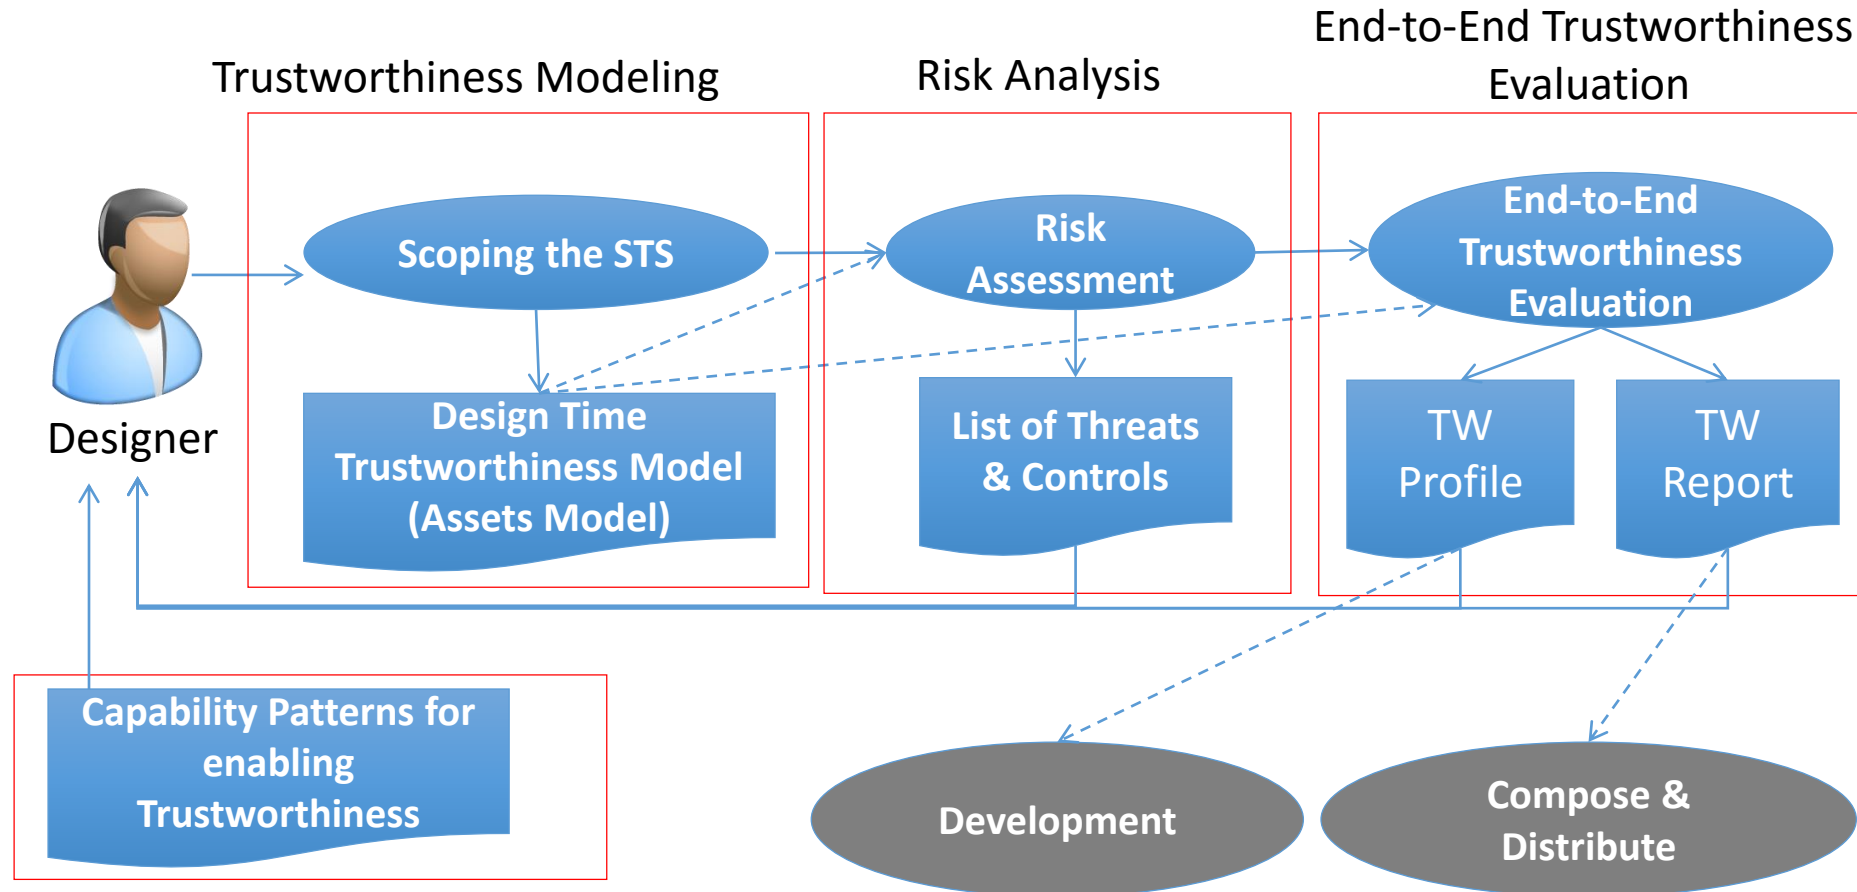 End-to-End Trustworthiness
Evaluation
Trustworthiness Modeling
Risk Analysis
Scoping the STS
Risk
Assessment
End-to-End
Trustworthiness
Evaluation
Designer
Design Time
Trustworthiness Model
(Assets Model)
List of Threats
& Controls
TW
Profile
TW
Report
Capability Patterns for
enabling
Trustworthiness
Development
Compose &
Distribute